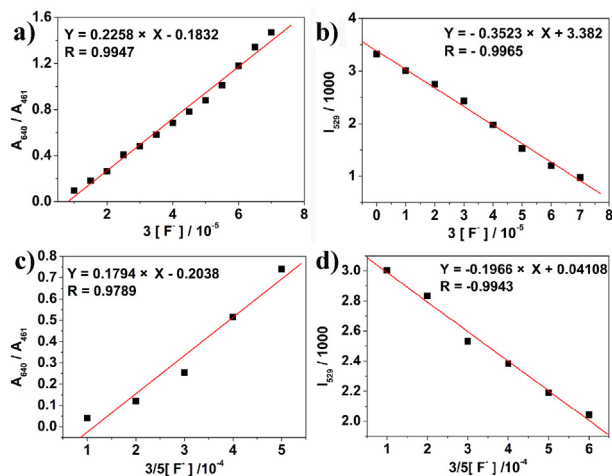 a)
Y = 0.2258 × X - 0.1832
R = 0.9947
A640 / A461
1.6
1.2
0.8
0.4
0.0
2 4 6 8
3 [ F- ] / 10-5
b)
Y = - 0.3523 × X + 3.382
R = - 0.9965
I529 / 1000
4
3
2
1
0 1 2 3 4 5 6 7 8
3 [ F- ] / 10-5
c)
Y = 0.1794 × X - 0.2038
R = 0.9789
A640 / A461
0.8
0.7
0.6
0.5
0.4
0.3
0.2
0.1
0.0
1 2 3 4 5
3/5[ F- ] /10-4
d)
Y = -0.1966 × X + 0.04108
R = -0.9943
I529 / 1000
3.0
2.8
2.6
2.4
2.2
2.0
1 2 3 4 5 6
3/5[ F- ] /10-4